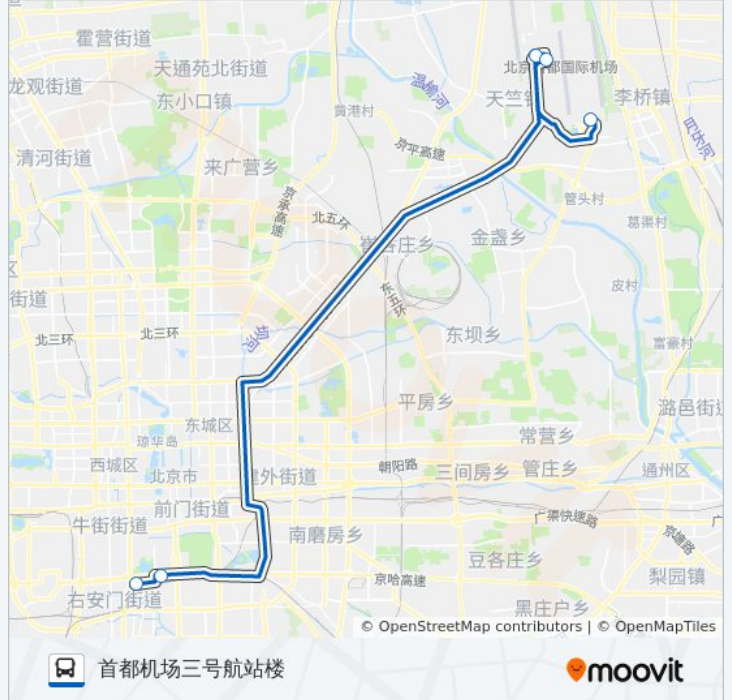 霍营街道
天通苑北街道
龙观街道
东小口镇
温榆河
北京首都国际机场
天竺镇
李桥镇
黄港村
清河街道
来广营乡
京平高速
月牙河
京承高速
北五环
管头村
葛渠村
崔各庄乡
金盏乡
区
街道
东五环
皮村
北三环
北三环
坝河
东坝乡
富豪村
平房乡
潞邑街道
东城区
琼华岛
常营乡
西城区
北京市
建外街道
朝阳路
三间房乡
管庄乡
通州区
前门街道
牛街街道
南磨房乡
广渠快速路
广
京塘路
豆各庄乡
京哈高速
梨园镇
右安门街道
黑庄户乡
© OpenStreetMap contributors | © OpenMapTiles
首都机场三号航站楼
moovit